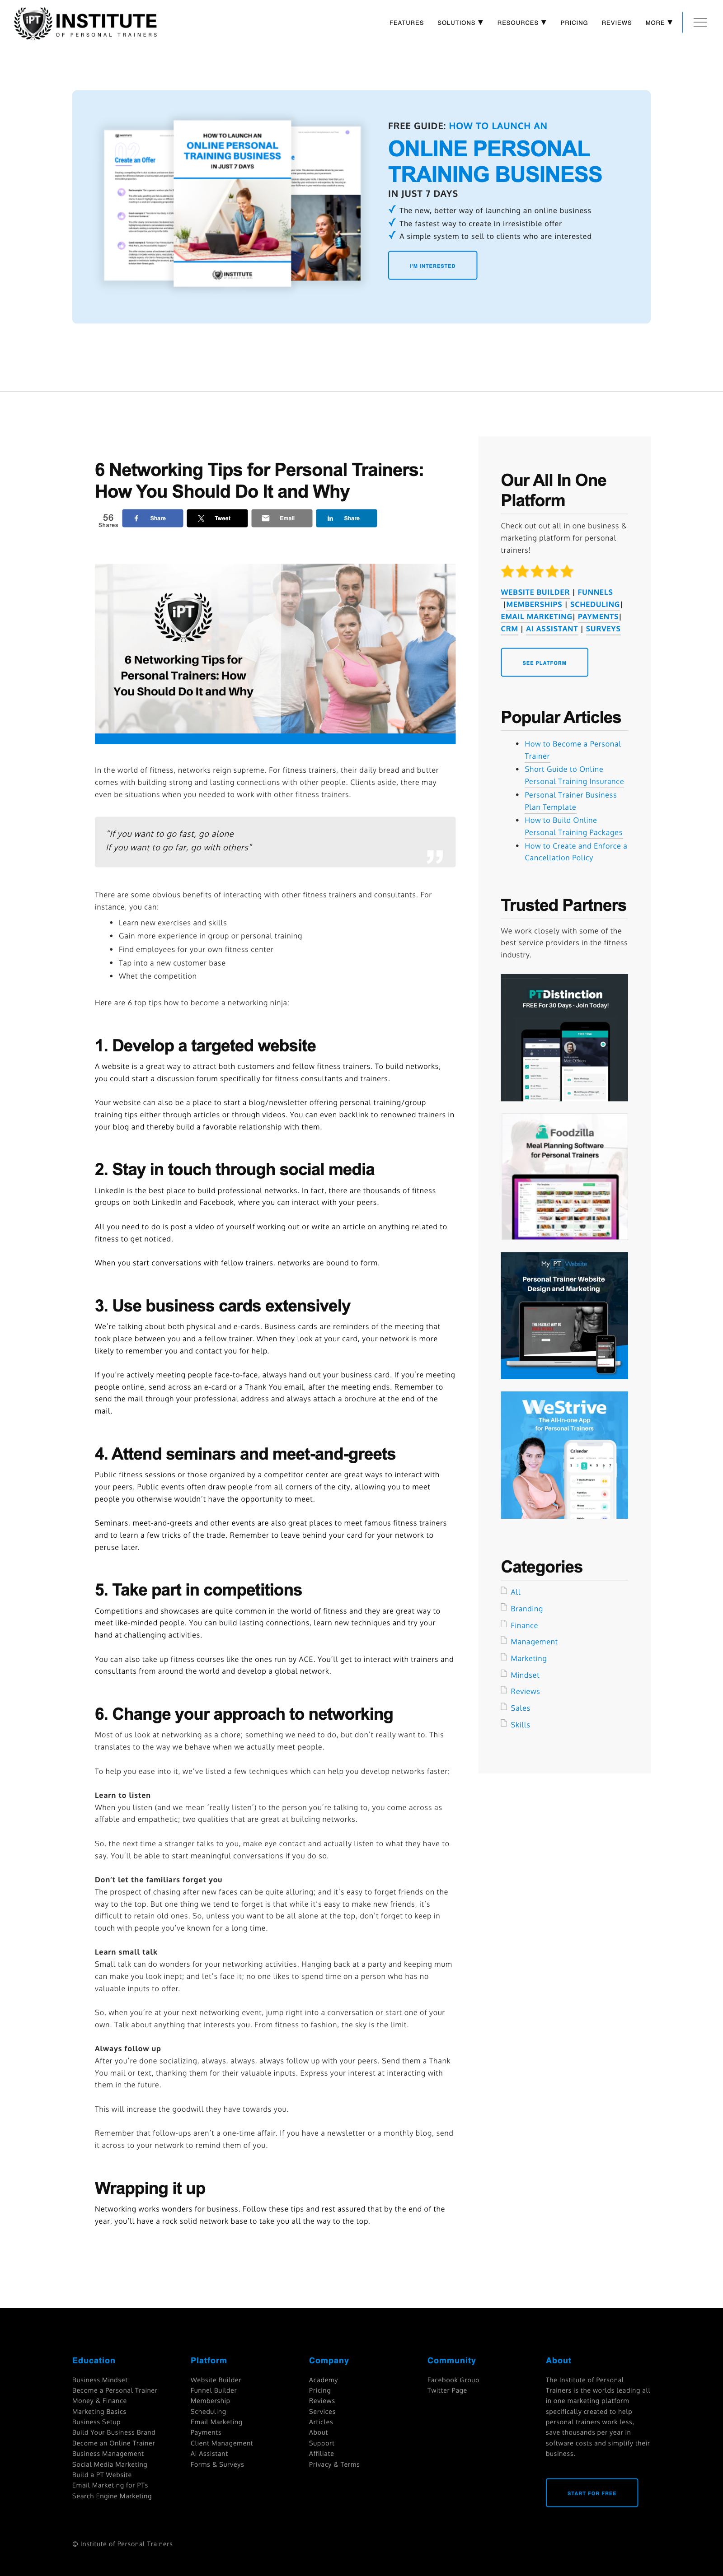 iPT INSTITUTE
OF PERSONAL TRAINERS
FEATURES
SOLUTIONS ▼
RESOURCES ▼
PRICING
REVIEWS
MORE ▼
Create an Offer
HOW TO LAUNCH AN
ONLINE PERSONAL
TRAINING BUSINESS
IN JUST 7 DAYS
INSTITUTE
FREE GUIDE: HOW TO LAUNCH AN
ONLINE PERSONAL
TRAINING BUSINESS
IN JUST 7 DAYS
✓ The new, better way of launching an online business
✓ The fastest way to create in irresistible offer
✓ A simple system to sell to clients who are interested
I'M INTERESTED
6 Networking Tips for Personal Trainers:
How You Should Do It and Why
56
Shares
Share
Tweet
Email
Share
iPT
6 Networking Tips for
Personal Trainers: How
You Should Do It and Why
In the world of fitness, networks reign supreme. For fitness trainers, their daily bread and butter
comes with building strong and lasting connections with other people. Clients aside, there may
even be situations when you needed to work with other fitness trainers.
“If you want to go fast, go alone
If you want to go far, go with others”
There are some obvious benefits of interacting with other fitness trainers and consultants. For
instance, you can:
• Learn new exercises and skills
• Gain more experience in group or personal training
• Find employees for your own fitness center
• Tap into a new customer base
• Whet the competition
Here are 6 top tips how to become a networking ninja:
1. Develop a targeted website
A website is a great way to attract both customers and fellow fitness trainers. To build networks,
you could start a discussion forum specifically for fitness consultants and trainers.
Your website can also be a place to start a blog/newsletter offering personal training/group
training tips either through articles or through videos. You can even backlink to renowned trainers in
your blog and thereby build a favorable relationship with them.
2. Stay in touch through social media
LinkedIn is the best place to build professional networks. In fact, there are thousands of fitness
groups on both LinkedIn and Facebook, where you can interact with your peers.
All you need to do is post a video of yourself working out or write an article on anything related to
fitness to get noticed.
When you start conversations with fellow trainers, networks are bound to form.
3. Use business cards extensively
We’re talking about both physical and e-cards. Business cards are reminders of the meeting that
took place between you and a fellow trainer. When they look at your card, your network is more
likely to remember you and contact you for help.
If you’re actively meeting people face-to-face, always hand out your business card. If you’re meeting
people online, send across an e-card or a Thank You email, after the meeting ends. Remember to
send the mail through your professional address and always attach a brochure at the end of the
mail.
4. Attend seminars and meet-and-greets
Public fitness sessions or those organized by a competitor center are great ways to interact with
your peers. Public events often draw people from all corners of the city, allowing you to meet
people you otherwise wouldn’t have the opportunity to meet.
Seminars, meet-and-greets and other events are also great places to meet famous fitness trainers
and to learn a few tricks of the trade. Remember to leave behind your card for your network to
peruse later.
5. Take part in competitions
Competitions and showcases are quite common in the world of fitness and they are great way to
meet like-minded people. You can build lasting connections, learn new techniques and try your
hand at challenging activities.
You can also take up fitness courses like the ones run by ACE. You’ll get to interact with trainers and
consultants from around the world and develop a global network.
6. Change your approach to networking
Most of us look at networking as a chore; something we need to do, but don’t really want to. This
translates to the way we behave when we actually meet people.
To help you ease into it, we’ve listed a few techniques which can help you develop networks faster:
Learn to listen
When you listen (and we mean ‘really listen’) to the person you’re talking to, you come across as
affable and empathetic; two qualities that are great at building networks.
So, the next time a stranger talks to you, make eye contact and actually listen to what they have to
say. You’ll be able to start meaningful conversations if you do so.
Don’t let the familiars forget you
The prospect of chasing after new faces can be quite alluring; and it’s easy to forget friends on the
way to the top. But one thing we tend to forget is that while it’s easy to make new friends, it’s
difficult to retain old ones. So, unless you want to be all alone at the top, don’t forget to keep in
touch with people you’ve known for a long time.
Learn small talk
Small talk can do wonders for your networking activities. Hanging back at a party and keeping mum
can make you look inept; and let’s face it; no one likes to spend time on a person who has no
valuable inputs to offer.
So, when you’re at your next networking event, jump right into a conversation or start one of your
own. Talk about anything that interests you. From fitness to fashion, the sky is the limit.
Always follow up
After you’re done socializing, always, always, always follow up with your peers. Send them a Thank
You mail or text, thanking them for their valuable inputs. Express your interest at interacting with
them in the future.
This will increase the goodwill they have towards you.
Remember that follow-ups aren’t a one-time affair. If you have a newsletter or a monthly blog, send
it across to your network to remind them of you.
Wrapping it up
Networking works wonders for business. Follow these tips and rest assured that by the end of the
year, you’ll have a rock solid network base to take you all the way to the top.
Our All In One
Platform
Check out out all in one business &
marketing platform for personal
trainers!
WEBSITE BUILDER | FUNNELS
|MEMBERSHIPS | SCHEDULING|
EMAIL MARKETING| PAYMENTS|
CRM | AI ASSISTANT | SURVEYS
SEE PLATFORM
Popular Articles
• How to Become a Personal
Trainer
• Short Guide to Online
Personal Training Insurance
• Personal Trainer Business
Plan Template
• How to Build Online
Personal Training Packages
• How to Create and Enforce a
Cancellation Policy
Trusted Partners
We work closely with some of the
best service providers in the fitness
industry.
PTDistinction
FREE For 30 Days - Join Today!
Foodzilla
Meal Planning Software
for Personal Trainers
My PT Website
Personal Trainer Website
Design and Marketing
WeStrive
The All-in-one App
for Personal Trainers
Calendar
Categories
All
Branding
Finance
Management
Marketing
Mindset
Reviews
Sales
Skills
Education
Business Mindset
Become a Personal Trainer
Money & Finance
Marketing Basics
Business Setup
Build Your Business Brand
Become an Online Trainer
Business Management
Social Media Marketing
Build a PT Website
Email Marketing for PTs
Search Engine Marketing
Platform
Website Builder
Funnel Builder
Membership
Scheduling
Email Marketing
Payments
Client Management
AI Assistant
Forms & Surveys
Company
Academy
Pricing
Reviews
Services
Articles
About
Support
Affiliate
Privacy & Terms
Community
Facebook Group
Twitter Page
About
The Institute of Personal
Trainers is the worlds leading all
in one marketing platform
specifically created to help
personal trainers work less,
save thousands per year in
software costs and simplify their
business.
START FOR FREE
© Institute of Personal Trainers